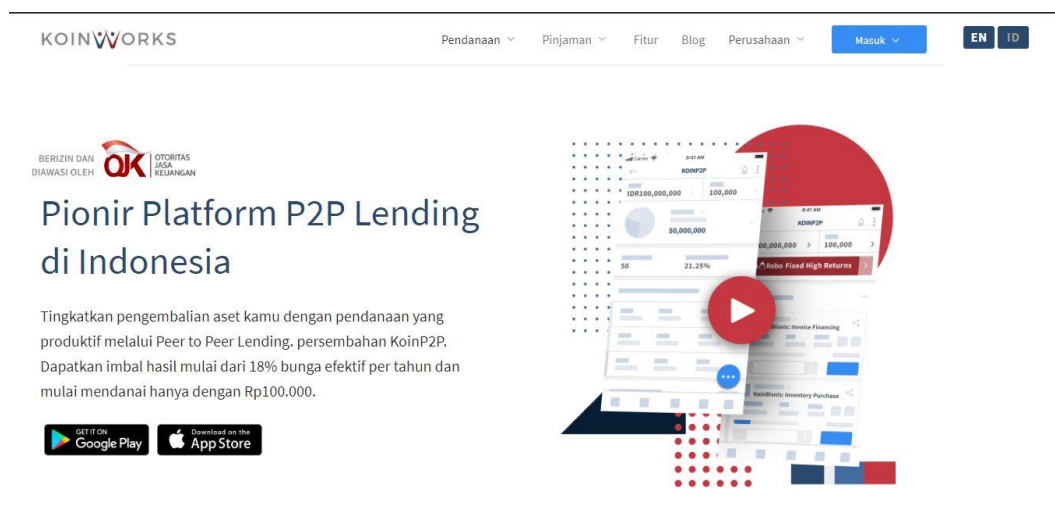 KOINWORKS
Pendanaan
Pinjaman
Fitur
Blog
Perusahaan
Masuk
EN
ID
BERIZIN DAN
DIAWASI OLEH
OJK
OTORITAS
JASA
KEUANGAN
Pionir Platform P2P Lending
di Indonesia
Tingkatkan pengembalian aset kamu dengan pendanaan yang
produktif melalui Peer to Peer Lending. persembahan KoinP2P.
Dapatkan imbal hasil mulai dari 18% bunga efektif per tahun dan
mulai mendanai hanya dengan Rp100.000.
GET IT ON
Google Play
Download on the
App Store
Carrier
9:41 AM
KOINP2P
IDR100,000,000
100,000
50,000,000
50
21.25%
9:41 AM
KOINP2P
00,000,000
100,000
Robo Fixed High Returns
Bisnis: Invoice Financing
KoinBisnis: Inventory Purchase